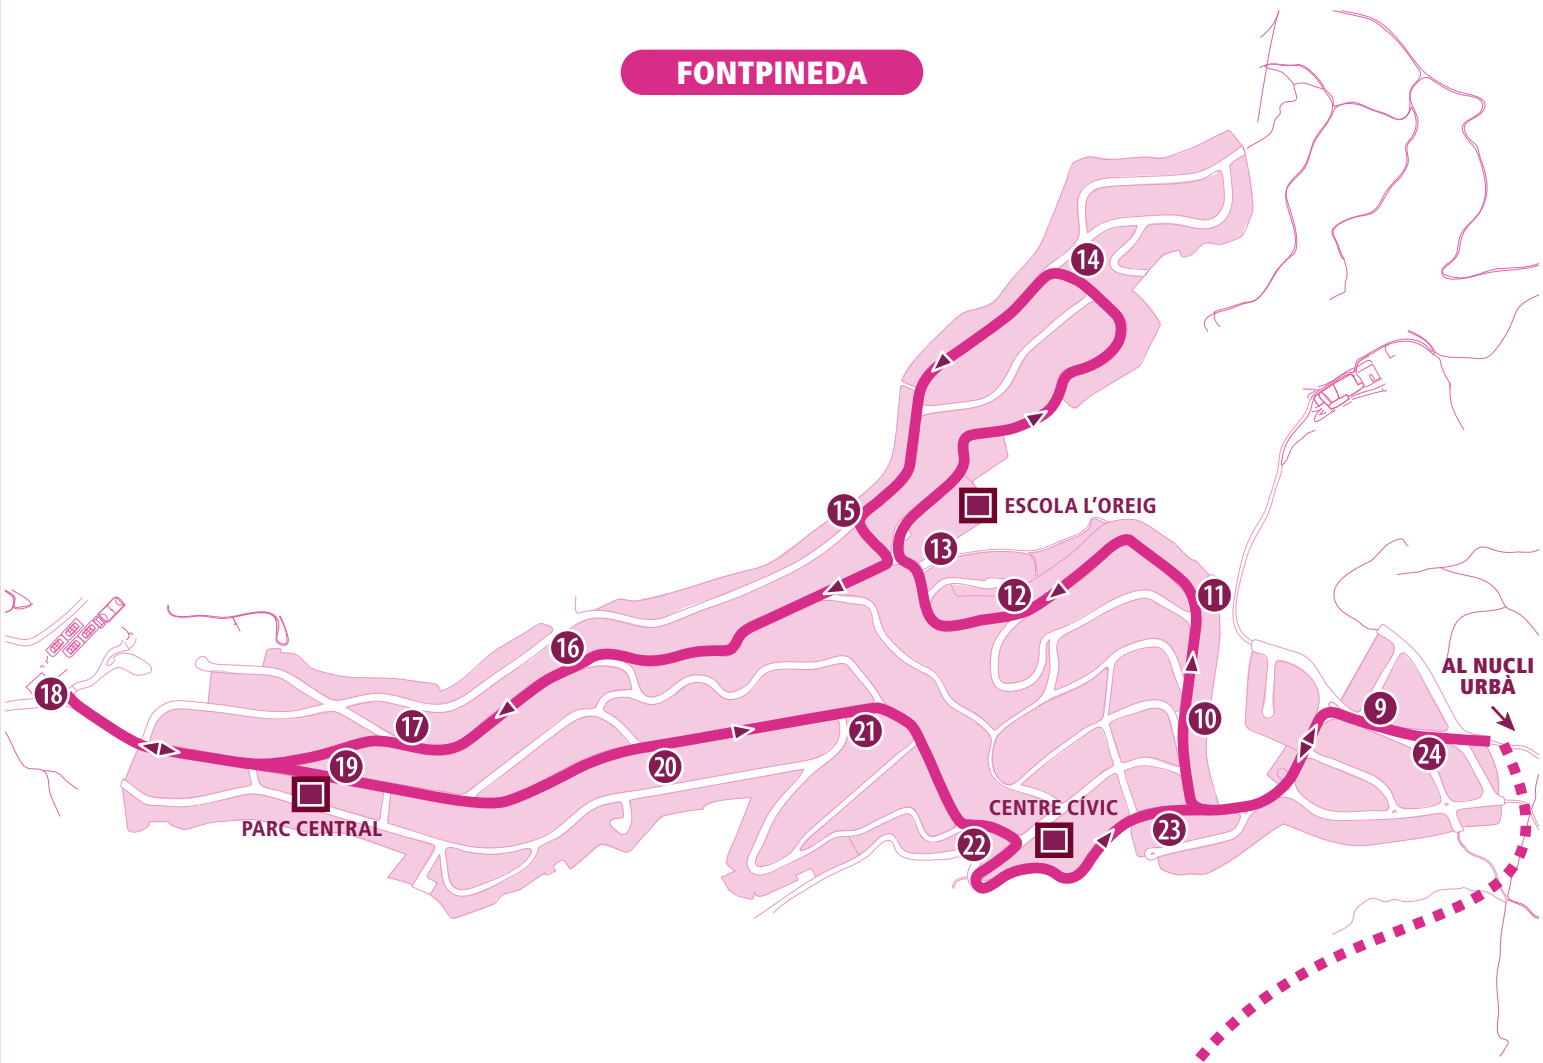 FONTPINEDA
14
15
ESCOLA L'OREIG
13
12
11
16
18
17
19
PARC CENTRAL
20
21
10
9
AL NUCLI
URBÀ
24
CENTRE CÍVIC
22
23